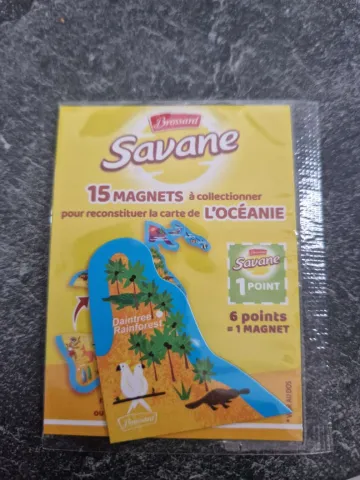 Brossard
Savane
15 MAGNETS à collectionner
pour reconstituer la carte de L'OCÉANIE
Brossard
Savane
1 POINT
6 points
= 1 MAGNET
Daintree
Rainforest
Brossard
ou